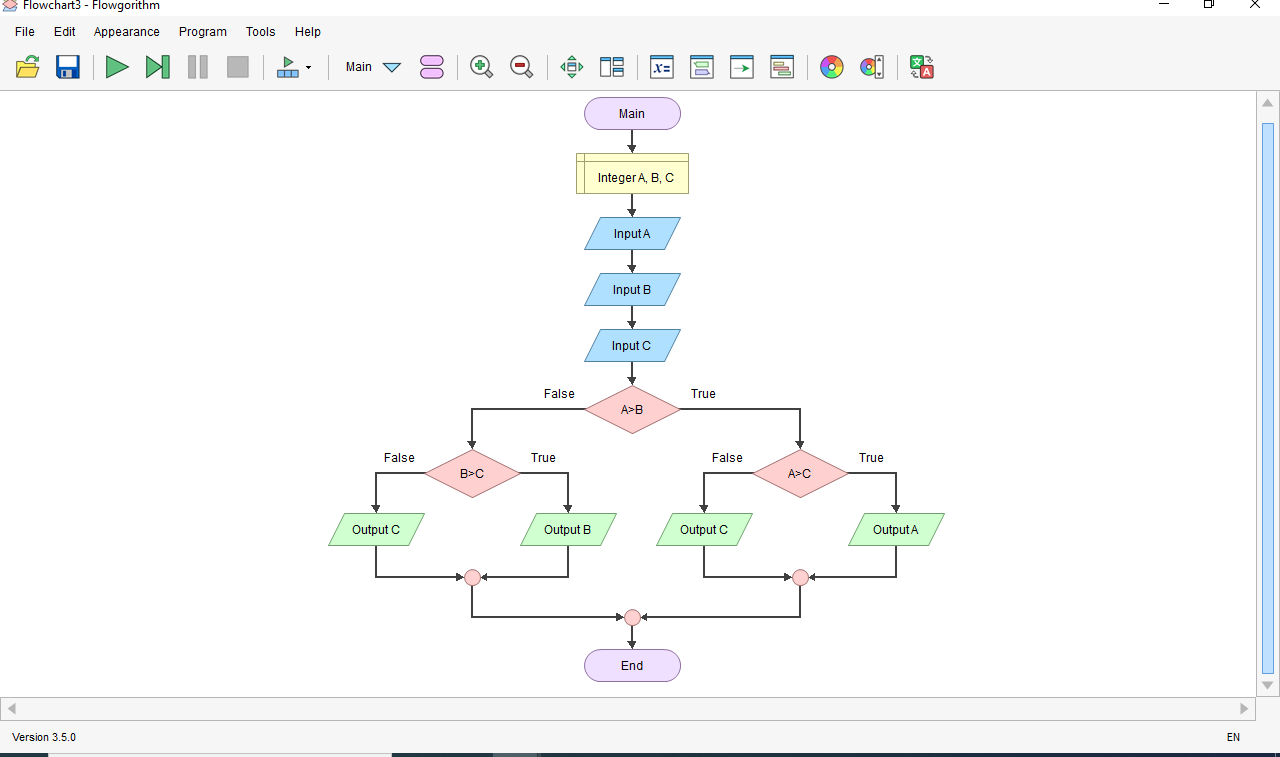 Flowchart3 - Flowgorithm
File Edit Appearance Program Tools Help
Main
x=
文
A
Main
Integer A, B, C
Input A
Input B
Input C
False True
A>B
False True False True
B>C A>C
Output C Output B Output C Output A
End
Version 3.5.0 EN